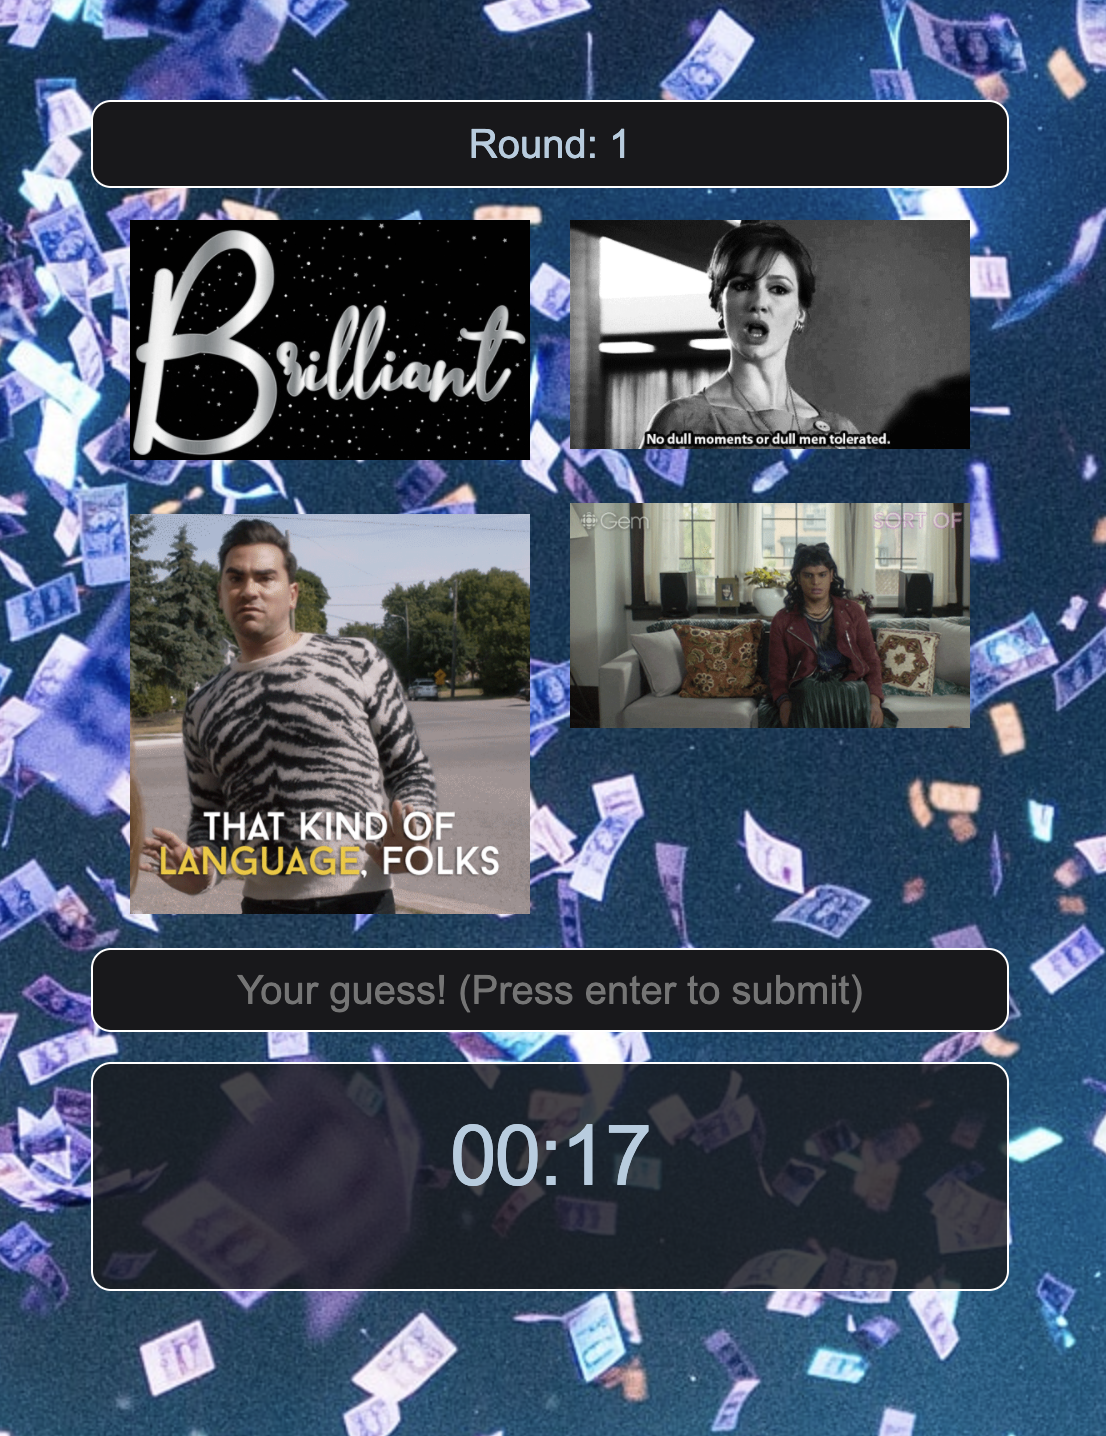 Round: 1
Brilliant
No dull moments or dull men tolerated.
Gem
SORT OF
THAT KIND OF
LANGUAGE, FOLKS
Your guess! (Press enter to submit)
00:17